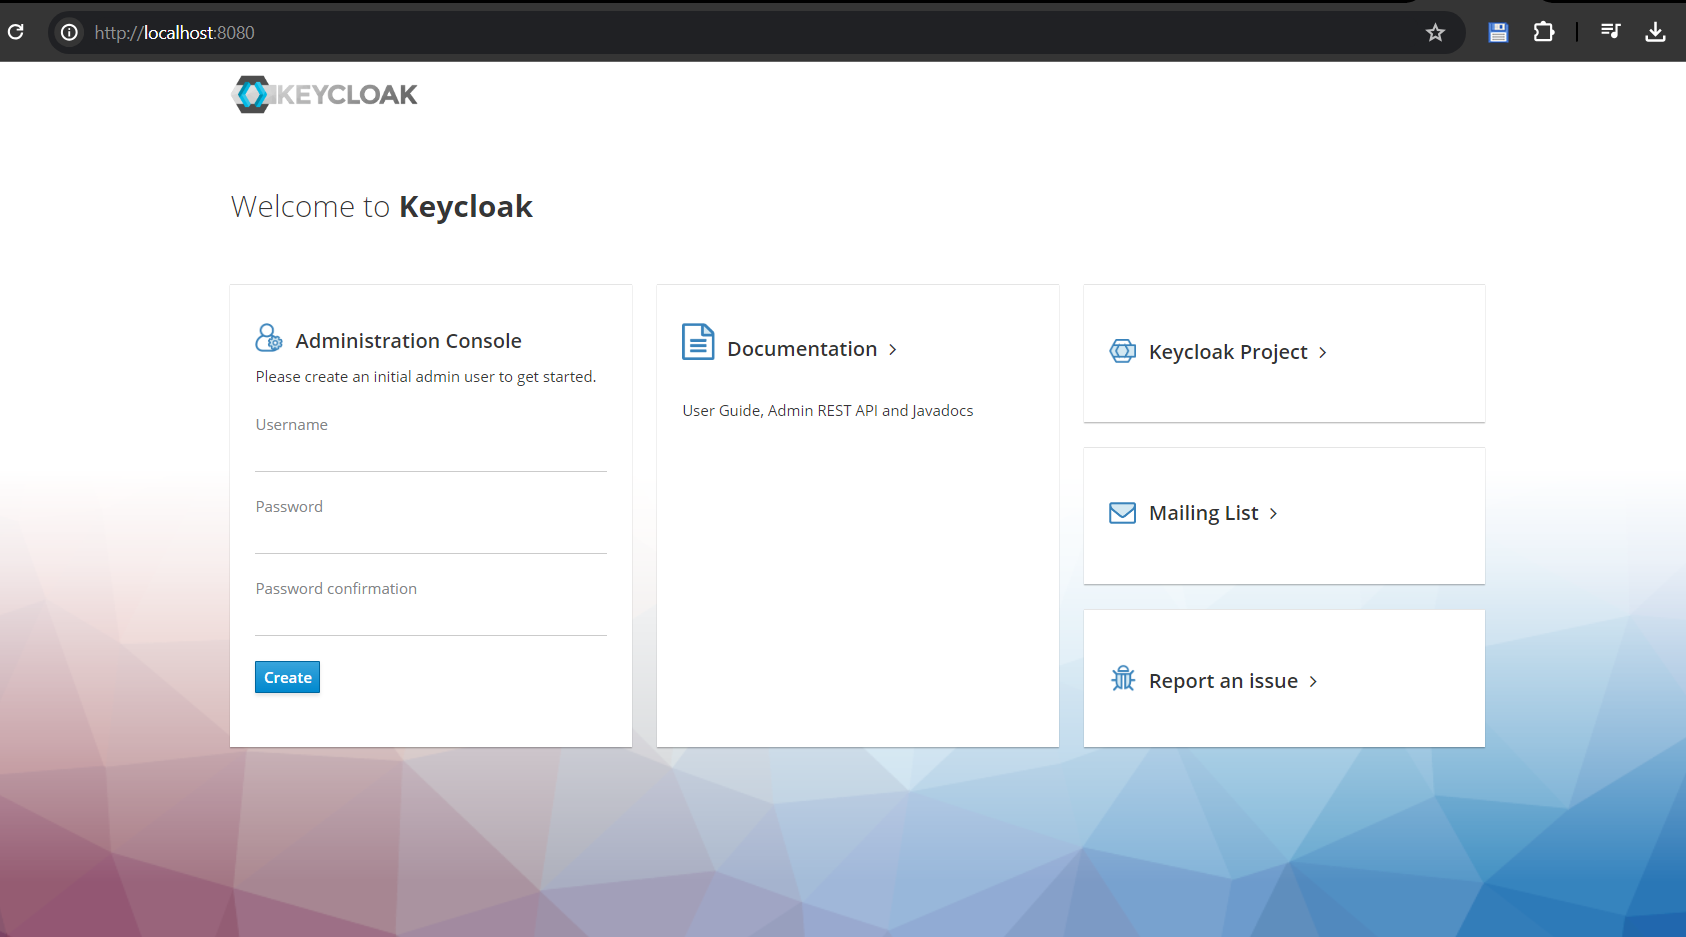 http://localhost:8080
KEYCLOAK
Welcome to Keycloak
Administration Console
Please create an initial admin user to get started.
Username
Password
Password confirmation
Create
Documentation
User Guide, Admin REST API and Javadocs
Keycloak Project
Mailing List
Report an issue